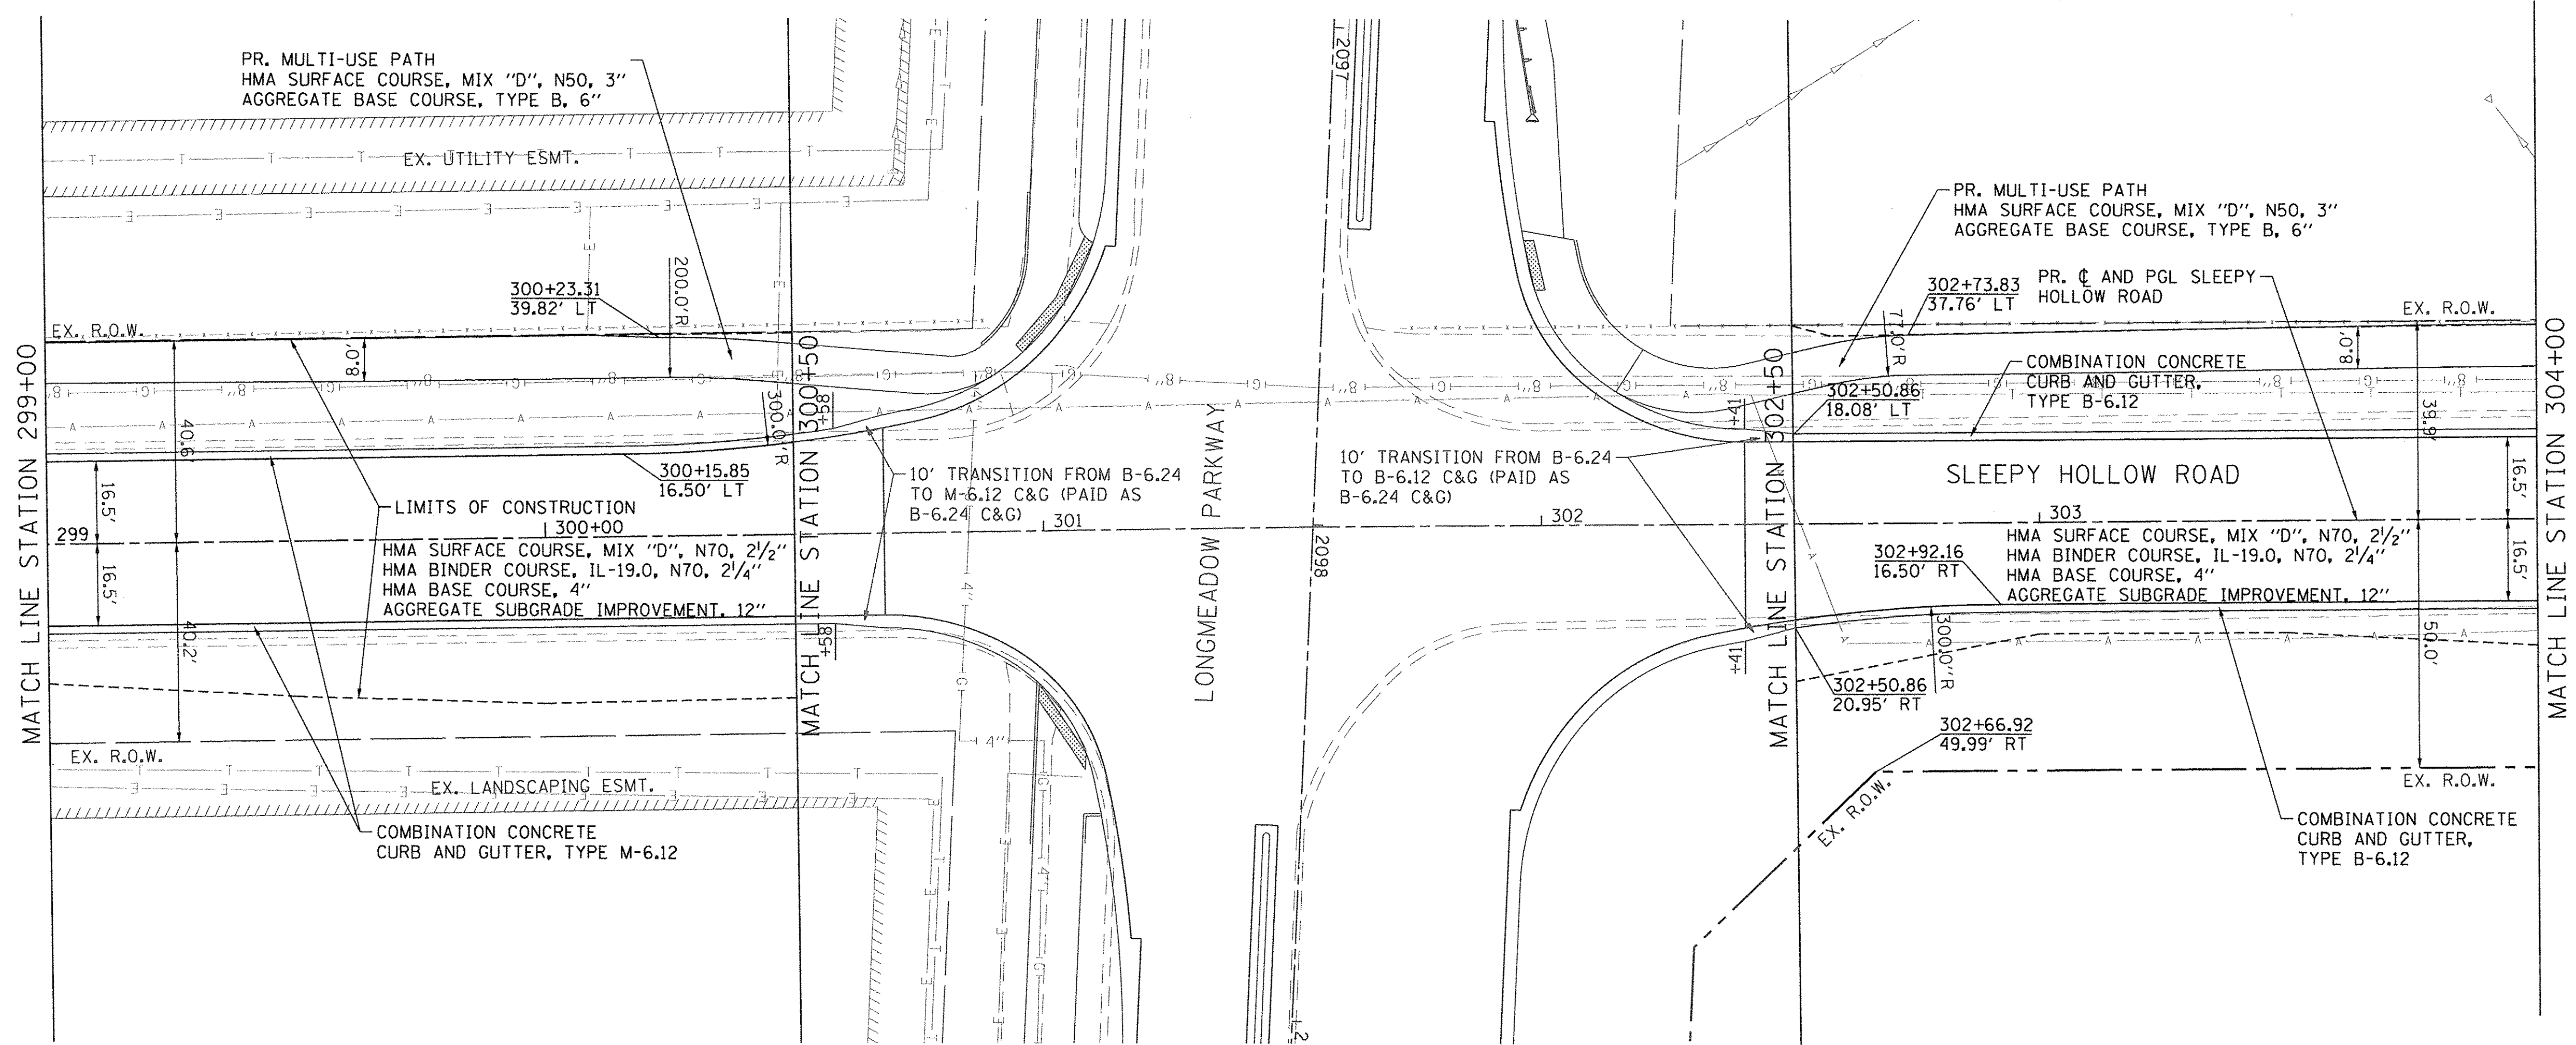 PR. MULTI-USE PATH
HMA SURFACE COURSE, MIX "D", N50, 3"
AGGREGATE BASE COURSE, TYPE B, 6"
EX. UTILITY ESMT.
300+23.31
39.82' LT
200.0'R
EX. R.O.W.
8.0'
MATCH LINE STATION 299+00
40.6'
16.5'
299
16.5'
40.2'
300+15.85
16.50' LT
300.0'R
MATCH LINE STATION 300+50
+58
+58
LIMITS OF CONSTRUCTION
300+00
HMA SURFACE COURSE, MIX "D", N70, 2 1/2"
HMA BINDER COURSE, IL-19.0, N70, 2 1/4"
HMA BASE COURSE, 4"
AGGREGATE SUBGRADE IMPROVEMENT, 12"
EX. R.O.W.
EX. LANDSCAPING ESMT.
COMBINATION CONCRETE
CURB AND GUTTER, TYPE M-6.12
10' TRANSITION FROM B-6.24
TO M-6.12 C&G (PAID AS
B-6.24 C&G)
301
LONGMEADOW PARKWAY
2097
2098
10' TRANSITION FROM B-6.24
TO B-6.12 C&G (PAID AS
B-6.24 C&G)
302
+41
+41
MATCH LINE STATION 302+50
PR. MULTI-USE PATH
HMA SURFACE COURSE, MIX "D", N50, 3"
AGGREGATE BASE COURSE, TYPE B, 6"
302+73.83
37.76' LT
PR. ℄ AND PGL SLEEPY
HOLLOW ROAD
EX. R.O.W.
77.0'R
8.0'
COMBINATION CONCRETE
CURB AND GUTTER,
TYPE B-6.12
302+50.86
18.08' LT
39.9'
SLEEPY HOLLOW ROAD
16.5'
303
HMA SURFACE COURSE, MIX "D", N70, 2 1/2"
HMA BINDER COURSE, IL-19.0, N70, 2 1/4"
HMA BASE COURSE, 4"
AGGREGATE SUBGRADE IMPROVEMENT, 12"
302+92.16
16.50' RT
16.5'
300.0'R
50.0'
302+50.86
20.95' RT
302+66.92
49.99' RT
EX. R.O.W.
EX. R.O.W.
COMBINATION CONCRETE
CURB AND GUTTER,
TYPE B-6.12
MATCH LINE STATION 304+00